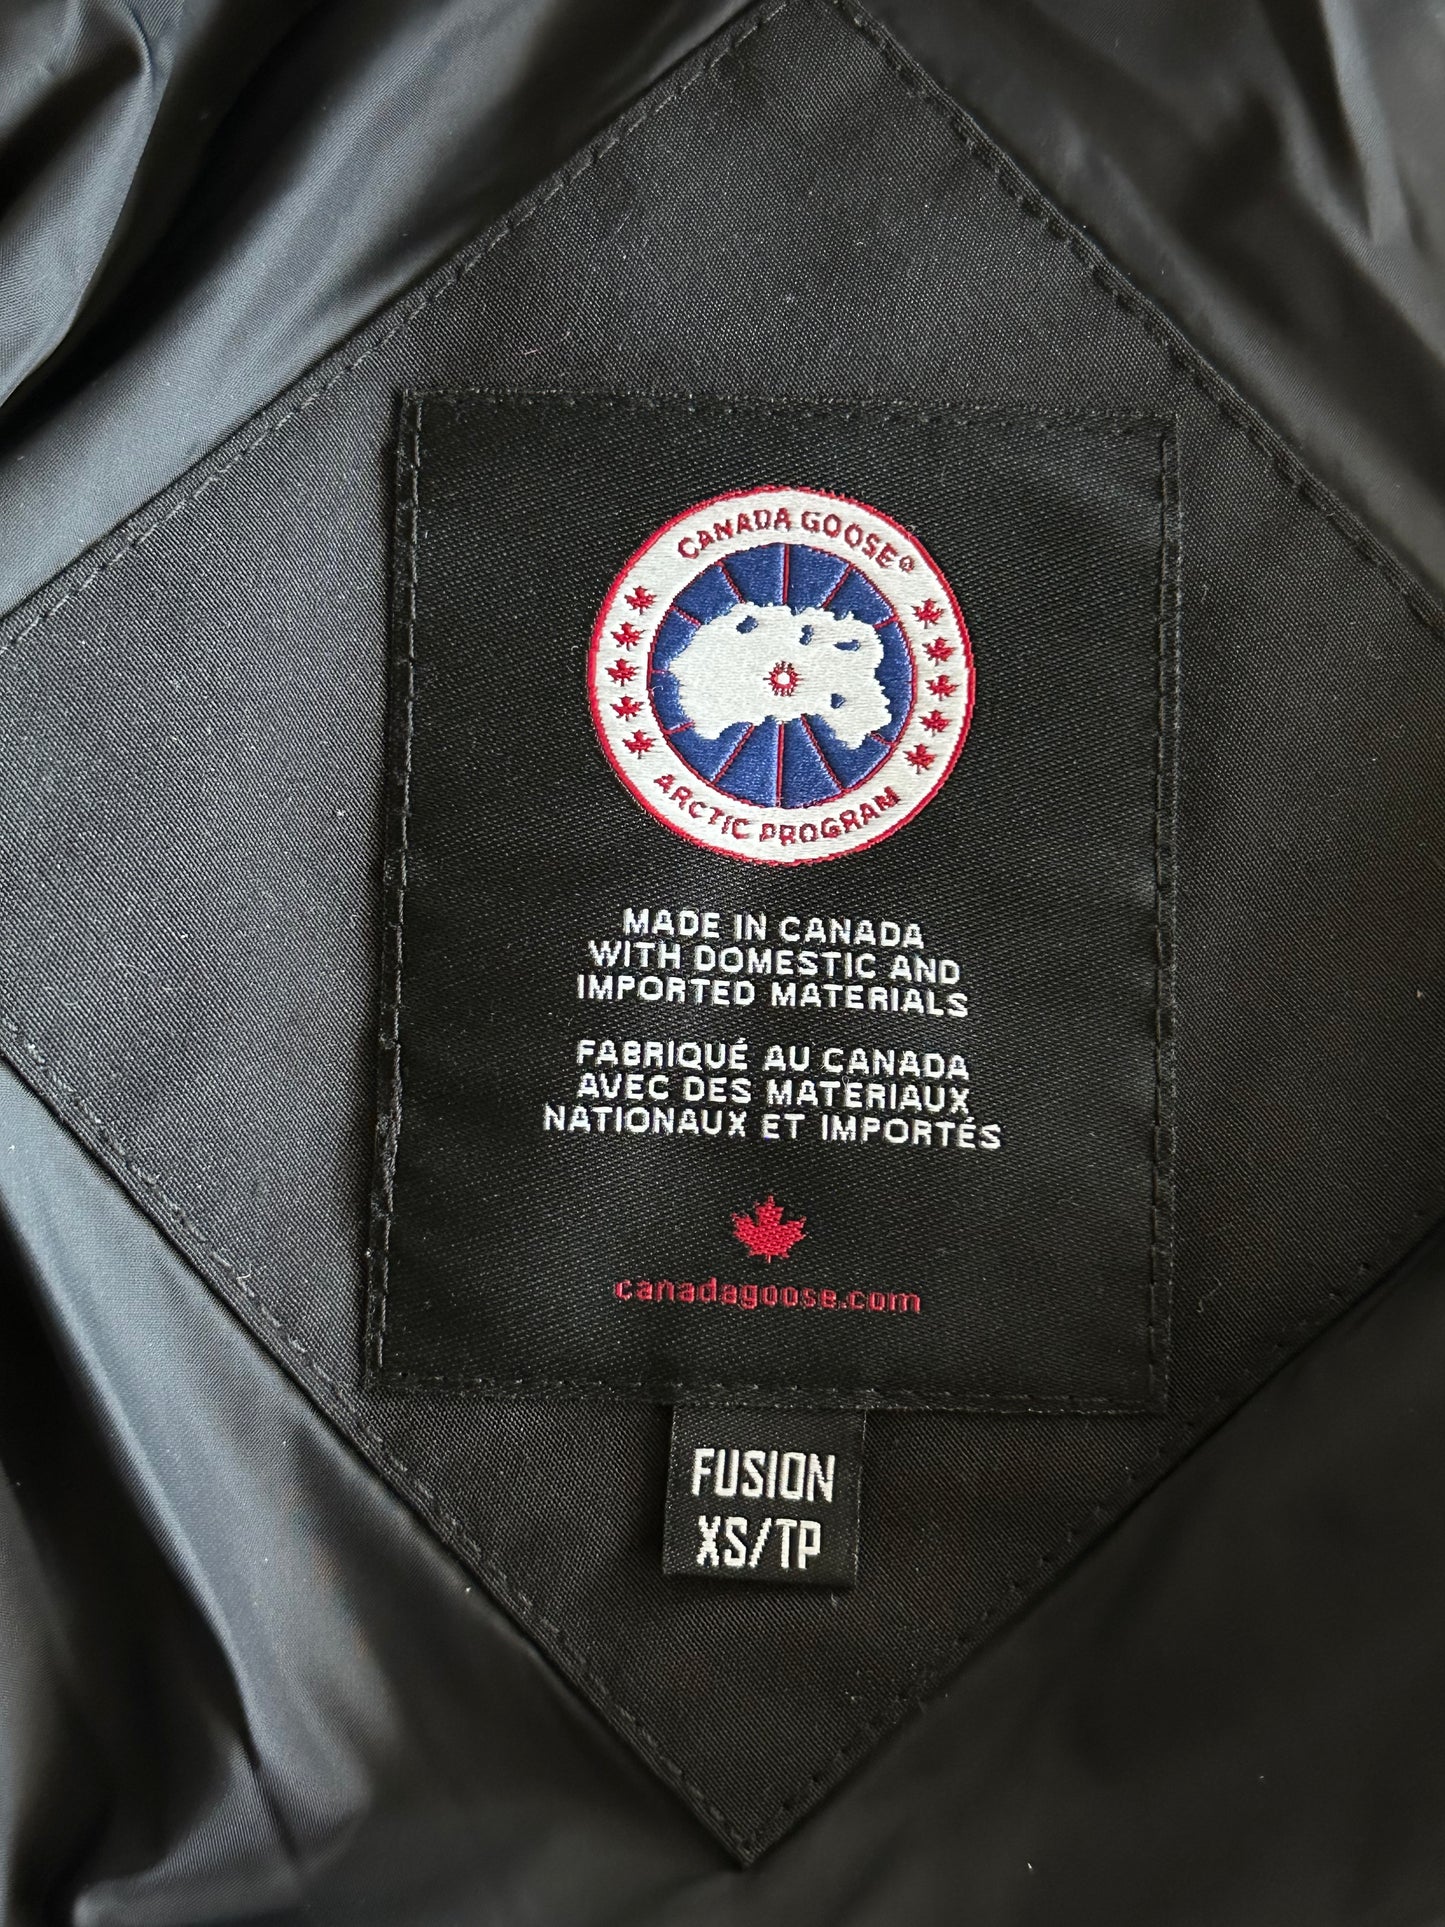 CANADA GOOSE®
ARCTIC PROGRAM
MADE IN CANADA
WITH DOMESTIC AND
IMPORTED MATERIALS
FABRIQUÉ AU CANADA
AVEC DES MATERIAUX
NATIONAUX ET IMPORTÉS
canadagoose.com
FUSION
XS/TP